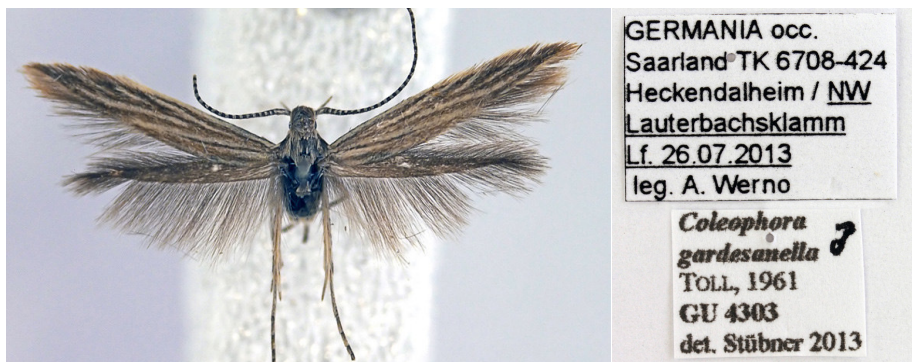 GERMANIA occ.
Saarland TK 6708-424
Heckendalheim / NW
Lauterbachsklamm
Lf. 26.07.2013
leg. A. Werno
Coleophora ♂
gardesanella
TOLL, 1961
GU 4303
det. Stübner 2013